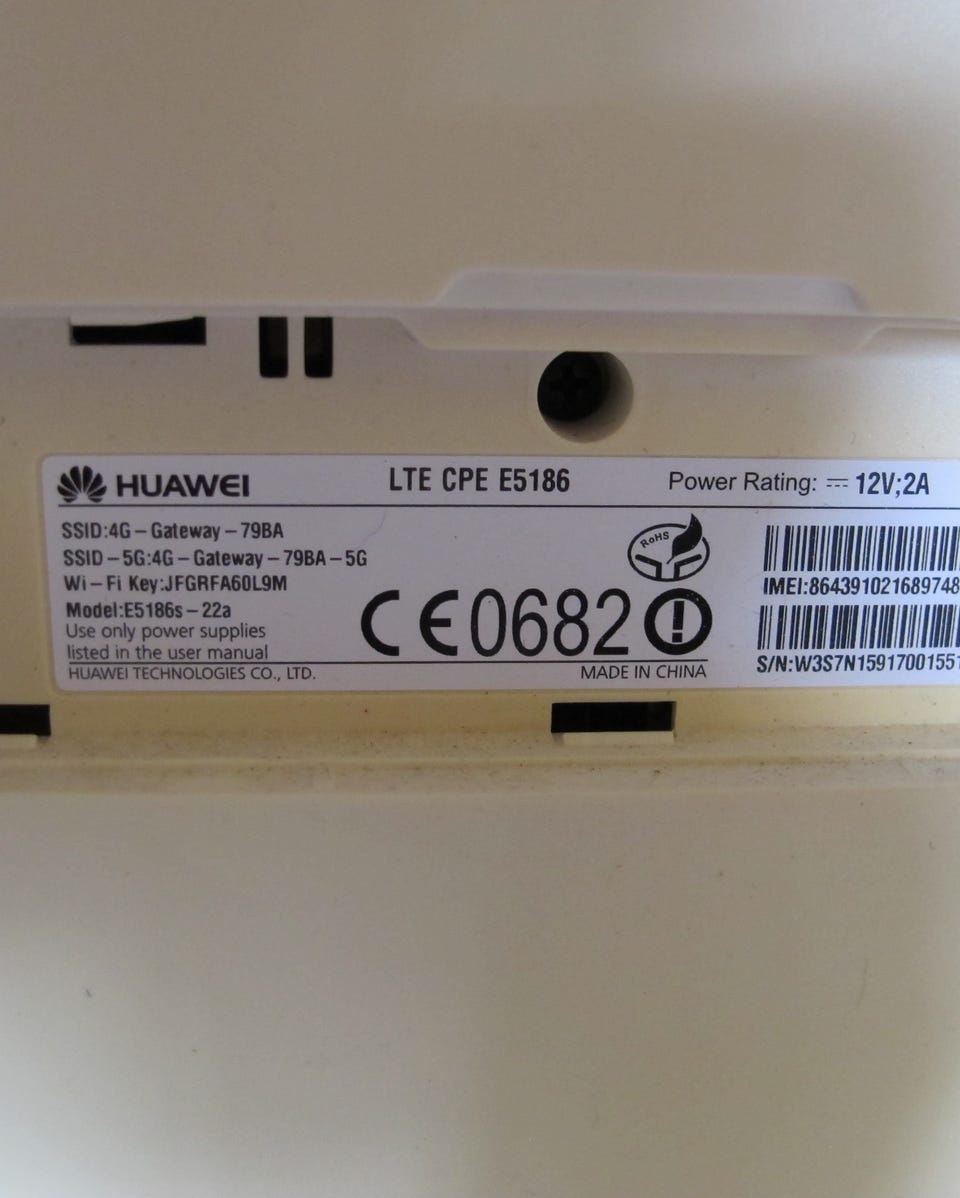 HUAWEI LTE CPE E5186 Power Rating: ⎓ 12V;2A
SSID:4G-Gateway-79BA
SSID-5G:4G-Gateway-79BA-5G
Wi-Fi Key:JFGRFA60L9M
Model:E5186s-22a
Use only power supplies
listed in the user manual
HUAWEI TECHNOLOGIES CO., LTD.
RoHS
CE0682
MADE IN CHINA
IMEI:864391021689748
S/N:W3S7N1591700155